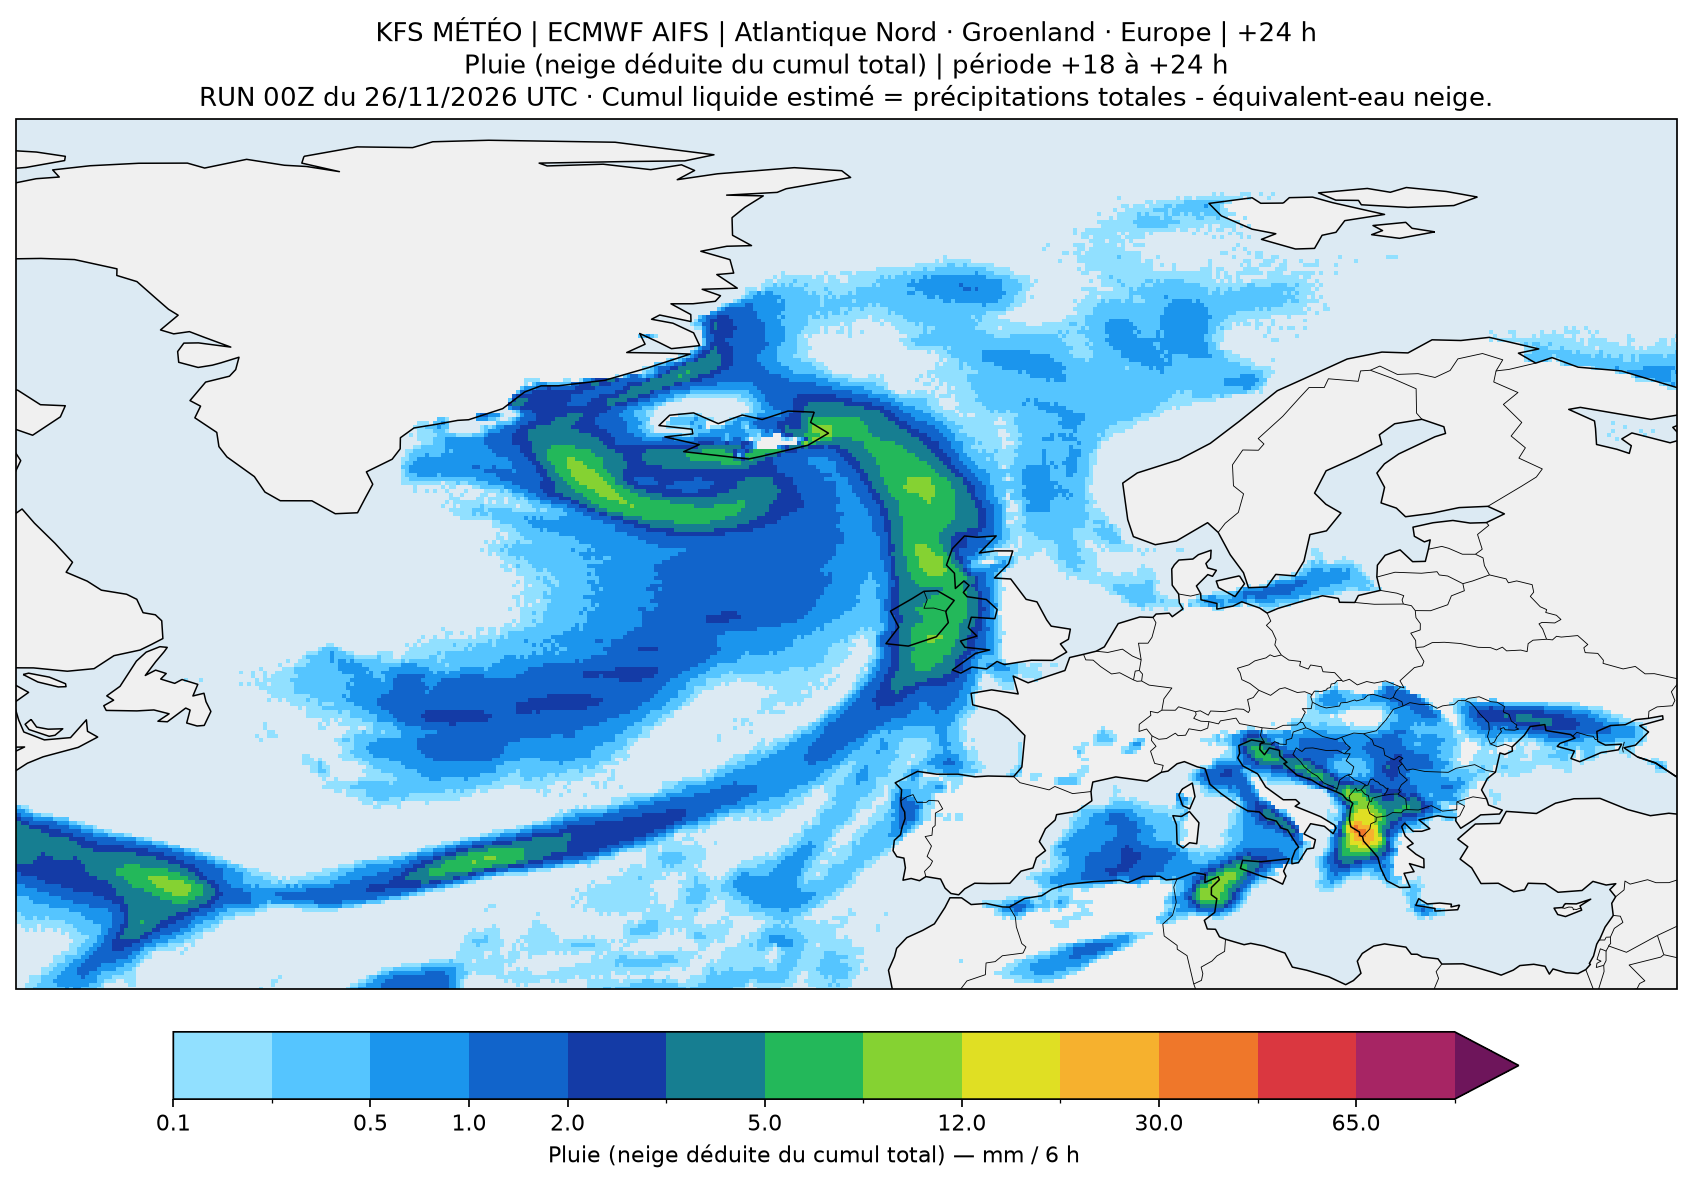 KFS MÉTÉO | ECMWF AIFS | Atlantique Nord · Groenland · Europe | +24 h
Pluie (neige déduite du cumul total) | période +18 à +24 h
RUN 00Z du 26/11/2026 UTC · Cumul liquide estimé = précipitations totales - équivalent-eau neige.
0.1 0.5 1.0 2.0 5.0 12.0 30.0 65.0
Pluie (neige déduite du cumul total) — mm / 6 h